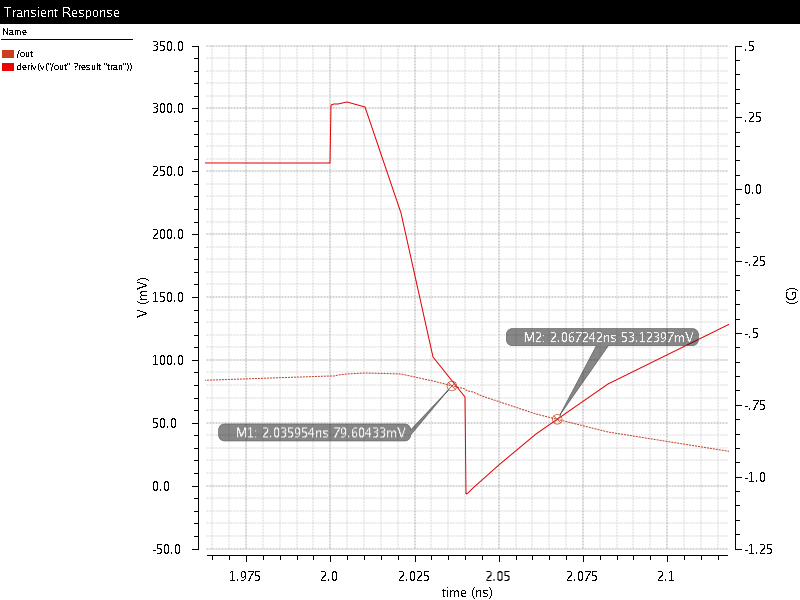 Transient Response
Name
/out
deriv(v("/out" ?result "tran"))
350.0
300.0
250.0
200.0
150.0
100.0
50.0
0.0
-50.0
V (mV)
.5
.25
0.0
-.25
-.5
-.75
-1.0
-1.25
(G)
M2: 2.067242ns 53.12397mV
M1: 2.035954ns 79.60433mV
1.975
2.0
2.025
2.05
2.075
2.1
time (ns)